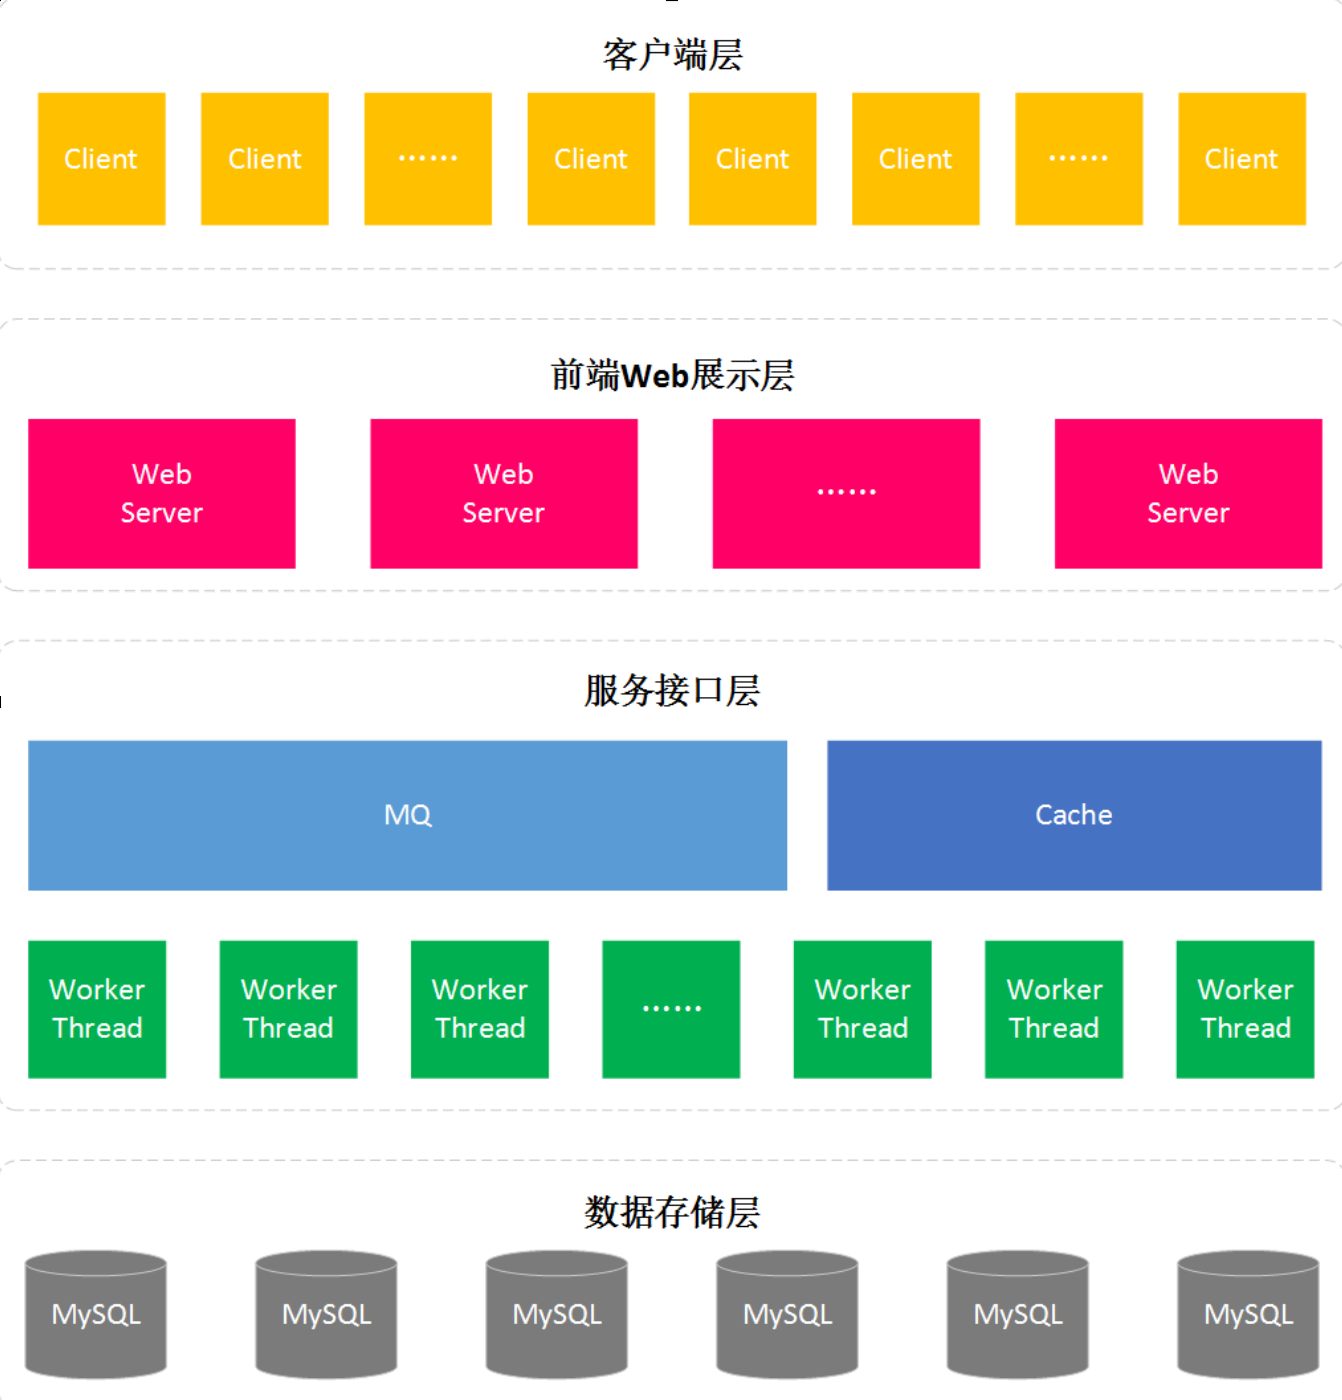 客户端层
Client
Client
……
Client
Client
Client
……
Client
前端Web展示层
Web
Server
Web
Server
……
Web
Server
服务接口层
MQ
Cache
Worker
Thread
Worker
Thread
Worker
Thread
……
Worker
Thread
Worker
Thread
Worker
Thread
数据存储层
MySQL
MySQL
MySQL
MySQL
MySQL
MySQL